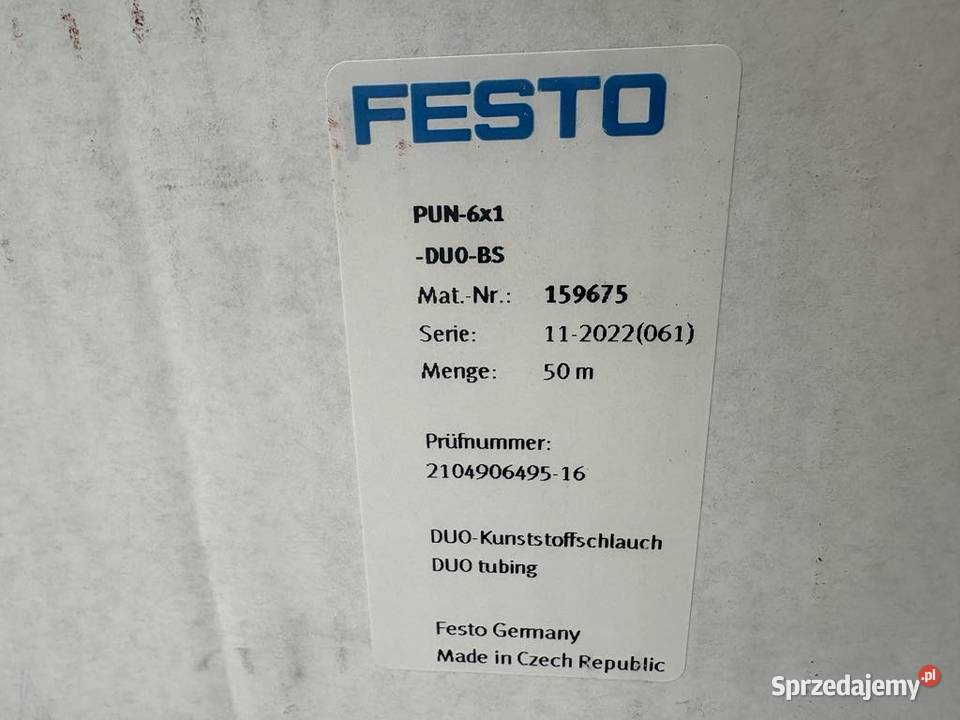 FESTO
PUN-6x1
-DUO-BS
Mat.-Nr.: 159675
Serie: 11-2022(061)
Menge: 50 m
Prüfnummer:
2104906495-16
DUO-Kunststoffschlauch
DUO tubing
Festo Germany
Made in Czech Republic
Sprzedajemy.pl